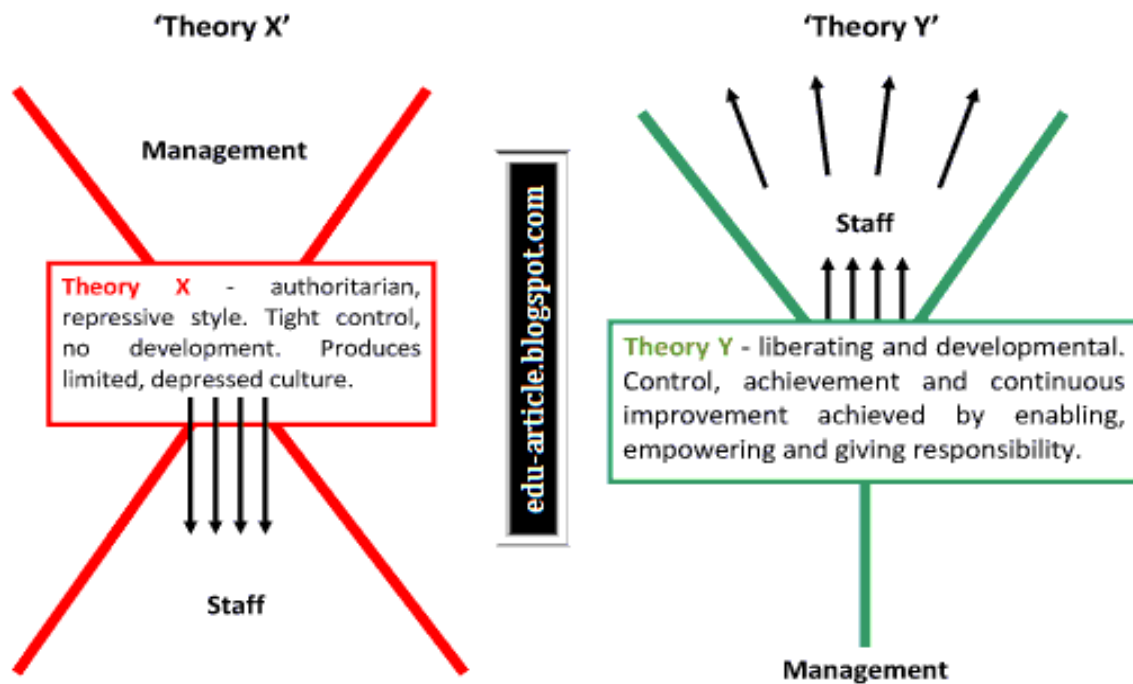 'Theory X'
Management
Theory X - authoritarian,
repressive style. Tight control,
no development. Produces
limited, depressed culture.
Staff
edu-article.blogspot.com
'Theory Y'
Staff
Theory Y - liberating and developmental.
Control, achievement and continuous
improvement achieved by enabling,
empowering and giving responsibility.
Management